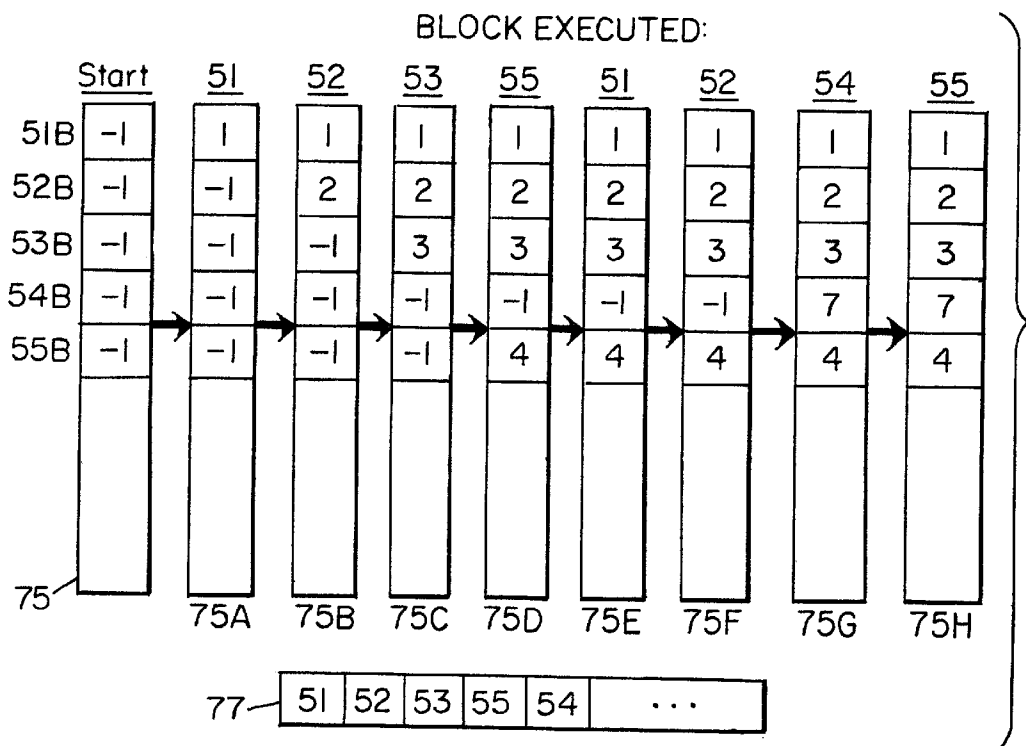 BLOCK EXECUTED:
Start 51 52 53 55 51 52 54 55
51B -1 1 1 1 1 1 1 1 1
52B -1 -1 2 2 2 2 2 2 2
53B -1 -1 -1 3 3 3 3 3 3
54B -1 -1 -1 -1 -1 -1 -1 7 7
55B -1 -1 -1 -1 4 4 4 4 4
75 75A 75B 75C 75D 75E 75F 75G 75H
77 51 52 53 55 54 ...